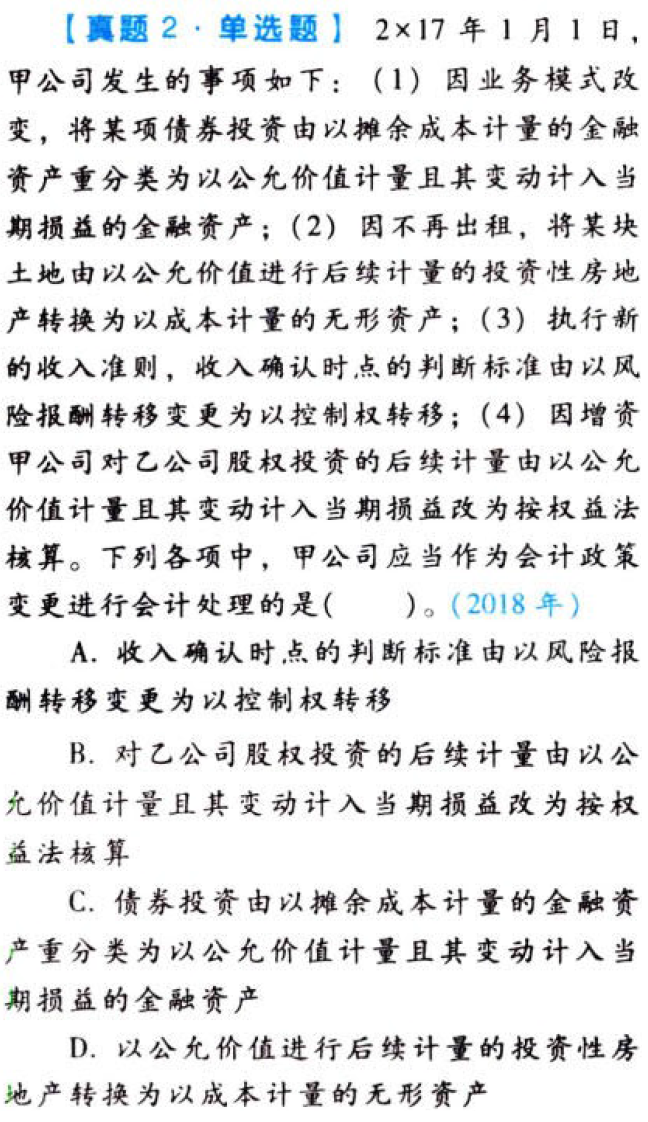 【真题2·单选题】 2×17年1月1日，
甲公司发生的事项如下：（1）因业务模式改
变，将某项债券投资由以摊余成本计量的金融
资产重分类为以公允价值计量且其变动计入当
期损益的金融资产；（2）因不再出租，将某块
土地由以公允价值进行后续计量的投资性房地
产转换为以成本计量的无形资产；（3）执行新
的收入准则，收入确认时点的判断标准由以风
险报酬转移变更为以控制权转移；（4）因增资
甲公司对乙公司股权投资的后续计量由以公允
价值计量且其变动计入当期损益改为按权益法
核算。下列各项中，甲公司应当作为会计政策
变更进行会计处理的是(　　)。(2018年)
A. 收入确认时点的判断标准由以风险报
酬转移变更为以控制权转移
B. 对乙公司股权投资的后续计量由以公
允价值计量且其变动计入当期损益改为按权
益法核算
C. 债券投资由以摊余成本计量的金融资
产重分类为以公允价值计量且其变动计入当
期损益的金融资产
D. 以公允价值进行后续计量的投资性房
地产转换为以成本计量的无形资产